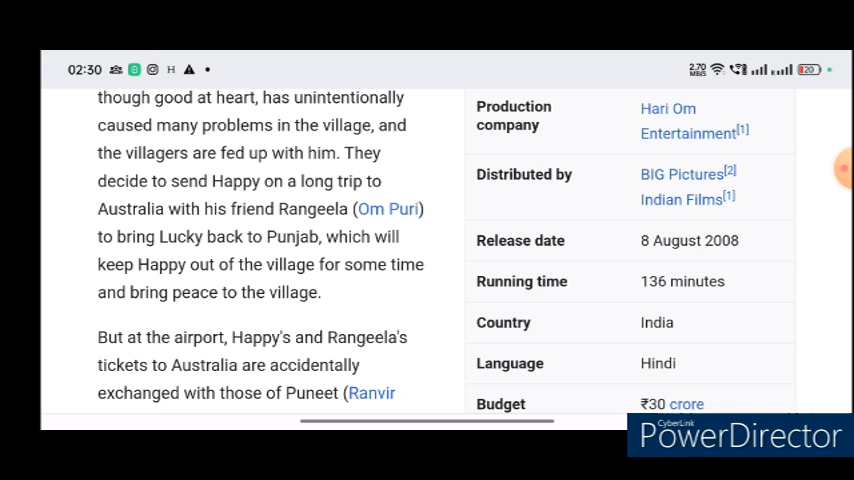 02:30 H 2.70 MB/S 20
though good at heart, has unintentionally
caused many problems in the village, and
the villagers are fed up with him. They
decide to send Happy on a long trip to
Australia with his friend Rangeela (Om Puri)
to bring Lucky back to Punjab, which will
keep Happy out of the village for some time
and bring peace to the village.
But at the airport, Happy's and Rangeela's
tickets to Australia are accidentally
exchanged with those of Puneet (Ranvir
Production company
Hari Om
Entertainment[1]
Distributed by
BIG Pictures[2]
Indian Films[1]
Release date 8 August 2008
Running time 136 minutes
Country India
Language Hindi
Budget ₹30 crore
CyberLink
PowerDirector